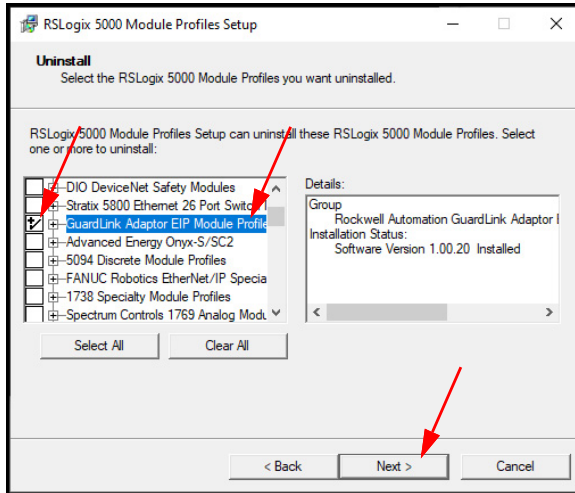 RSLogix 5000 Module Profiles Setup
Uninstall
Select the RSLogix 5000 Module Profiles you want uninstalled.
RSLogix 5000 Module Profiles Setup can uninstall these RSLogix 5000 Module Profiles. Select
one or more to uninstall:
DIO DeviceNet Safety Modules
Stratix 5800 Ethernet 26 Port Switch
GuardLink Adaptor EIP Module Profile
Advanced Energy Onyx-S/SC2
5094 Discrete Module Profiles
FANUC Robotics EtherNet/IP Specia
1738 Specialty Module Profiles
Spectrum Controls 1769 Analog Modu
Select All
Clear All
Details:
Group
Rockwell Automation GuardLink Adaptor
Installation Status:
Software Version 1.00.20 Installed
< Back
Next >
Cancel